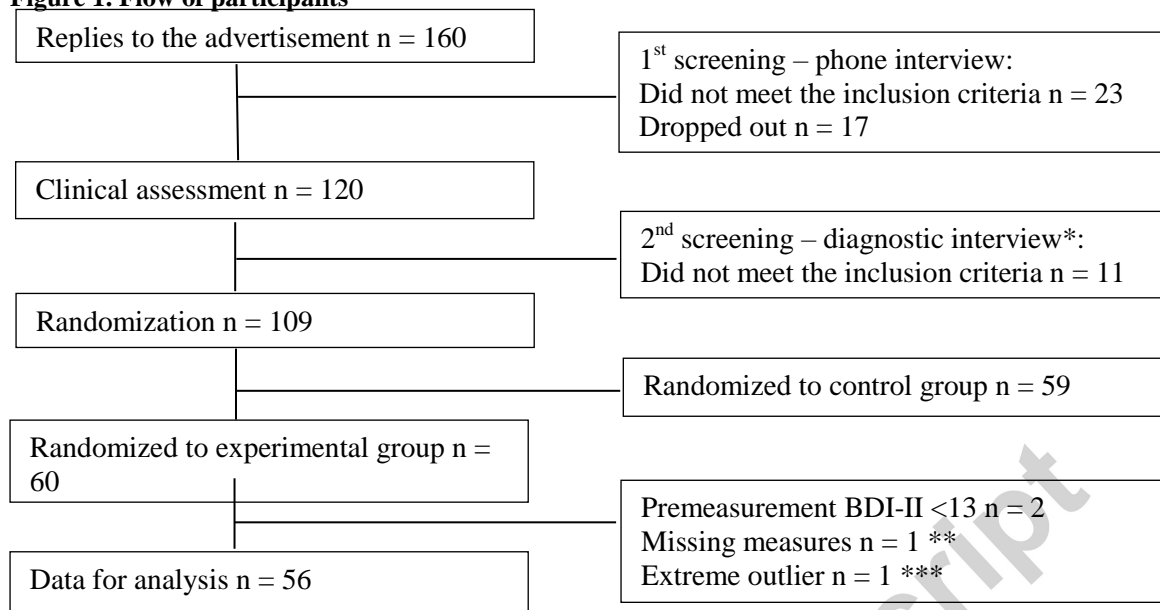 Figure 1. Flow of participants
Replies to the advertisement n = 160
1st screening – phone interview:
Did not meet the inclusion criteria n = 23
Dropped out n = 17
Clinical assessment n = 120
2nd screening – diagnostic interview*:
Did not meet the inclusion criteria n = 11
Randomization n = 109
Randomized to control group n = 59
Randomized to experimental group n =
60
Premeasurement BDI-II <13 n = 2
Missing measures n = 1 **
Extreme outlier n = 1 ***
Data for analysis n = 56
cript